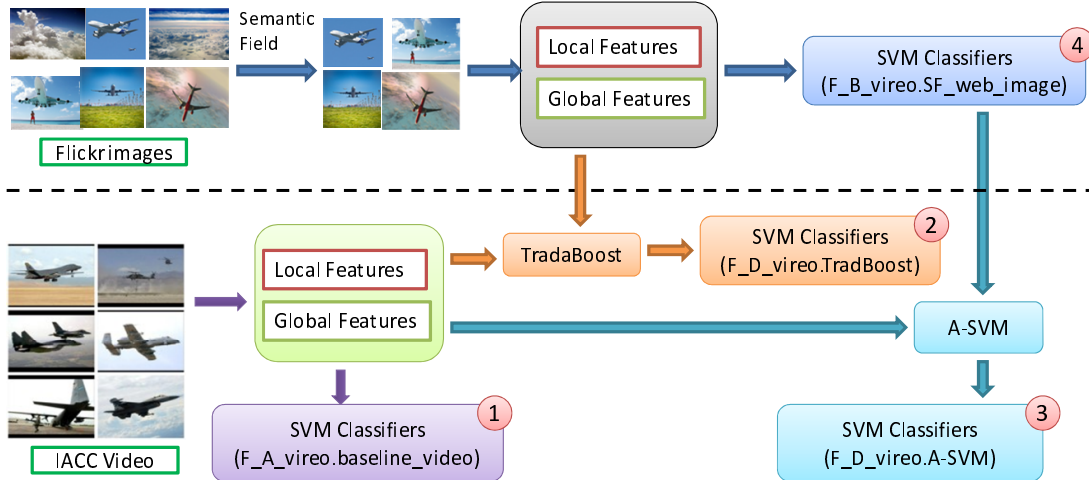 Semantic
Field
Local Features
Global Features
SVM Classifiers
(F_B_vireo.SF_web_image)
4
Flickrimages
Local Features
Global Features
TradaBoost
SVM Classifiers
(F_D_vireo.TradBoost)
2
A-SVM
SVM Classifiers
(F_A_vireo.baseline_video)
1
SVM Classifiers
(F_D_vireo.A-SVM)
3
IACC Video